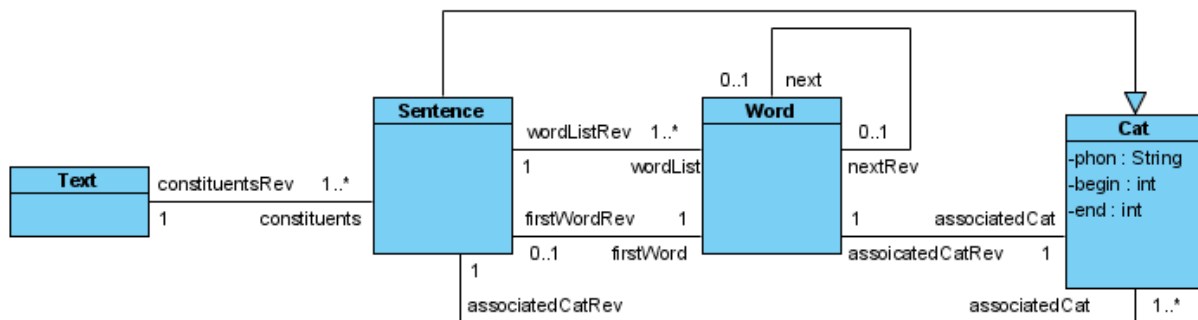 0..1 next
Sentence
Word
wordListRev 1..*
0..1
Cat
1 wordList
nextRev
-phon : String
-begin : int
-end : int
Text
constituentsRev 1..*
1 constituents
firstWordRev 1
1 associatedCat
0..1 firstWord
assoicatedCatRev 1
1
associatedCatRev
associatedCat 1..*